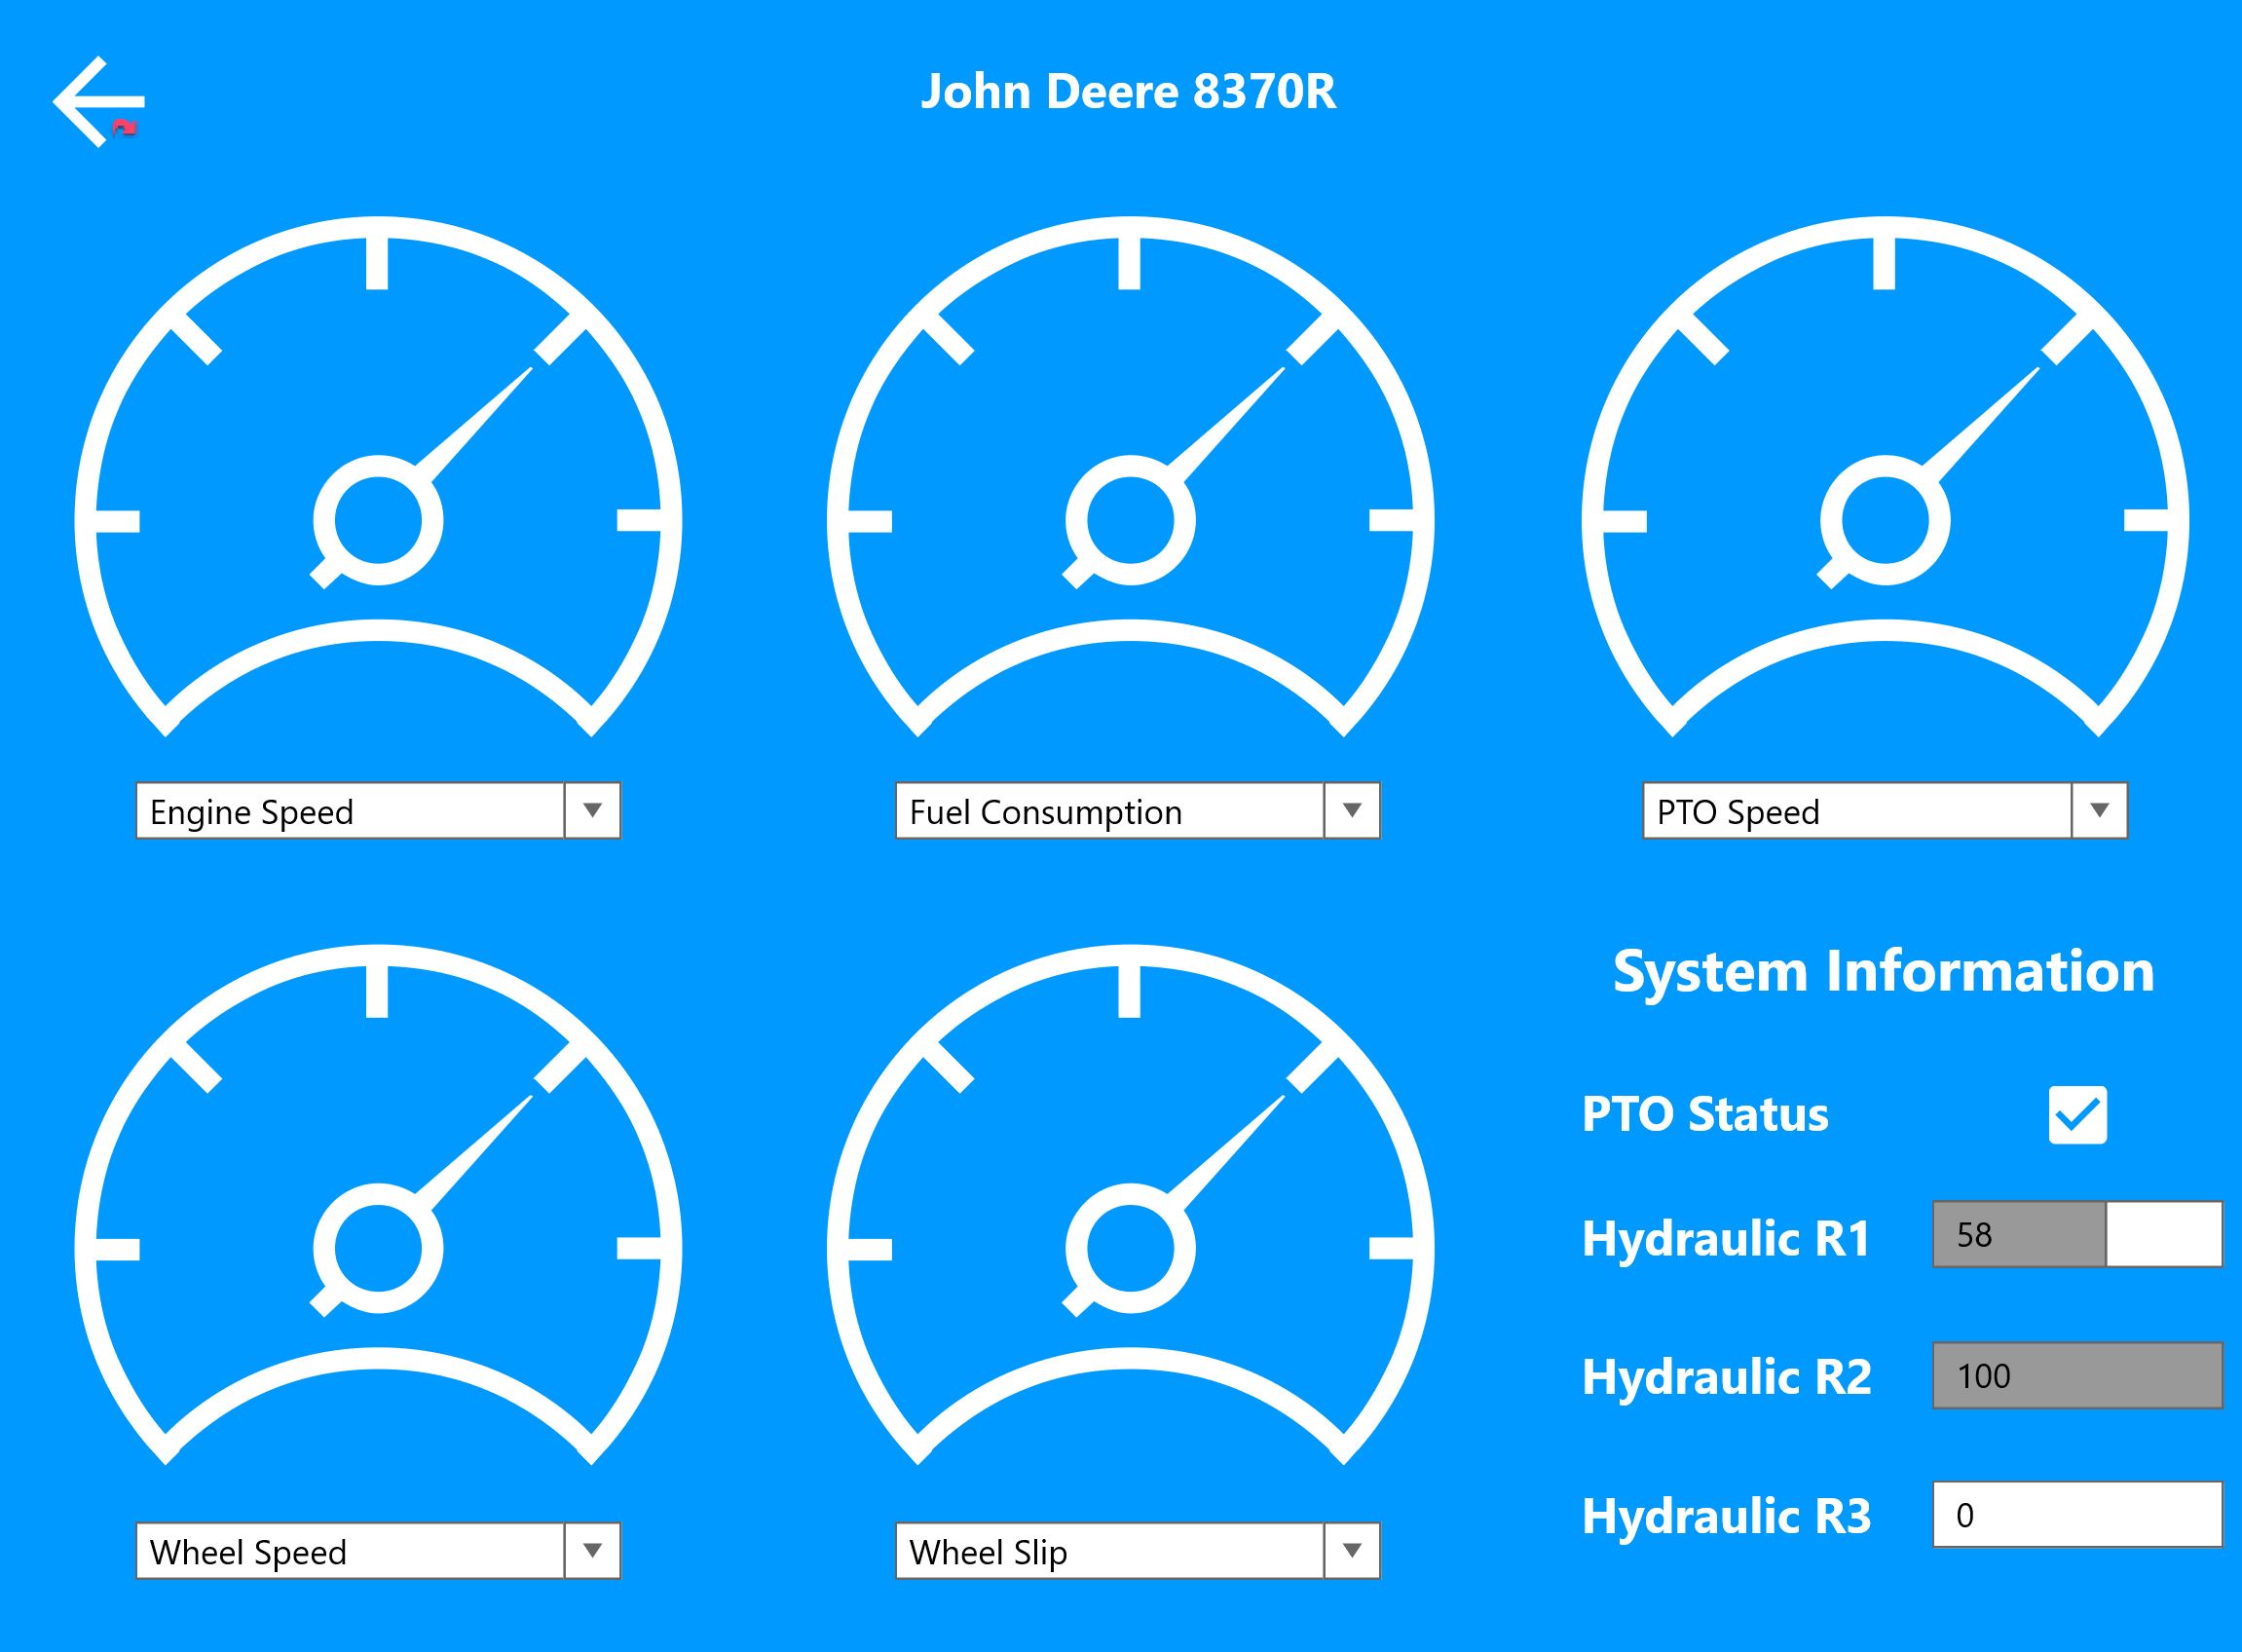 John Deere 8370R
Engine Speed
Fuel Consumption
PTO Speed
System Information
PTO Status
Hydraulic R1
58
Hydraulic R2
100
Hydraulic R3
0
Wheel Speed
Wheel Slip